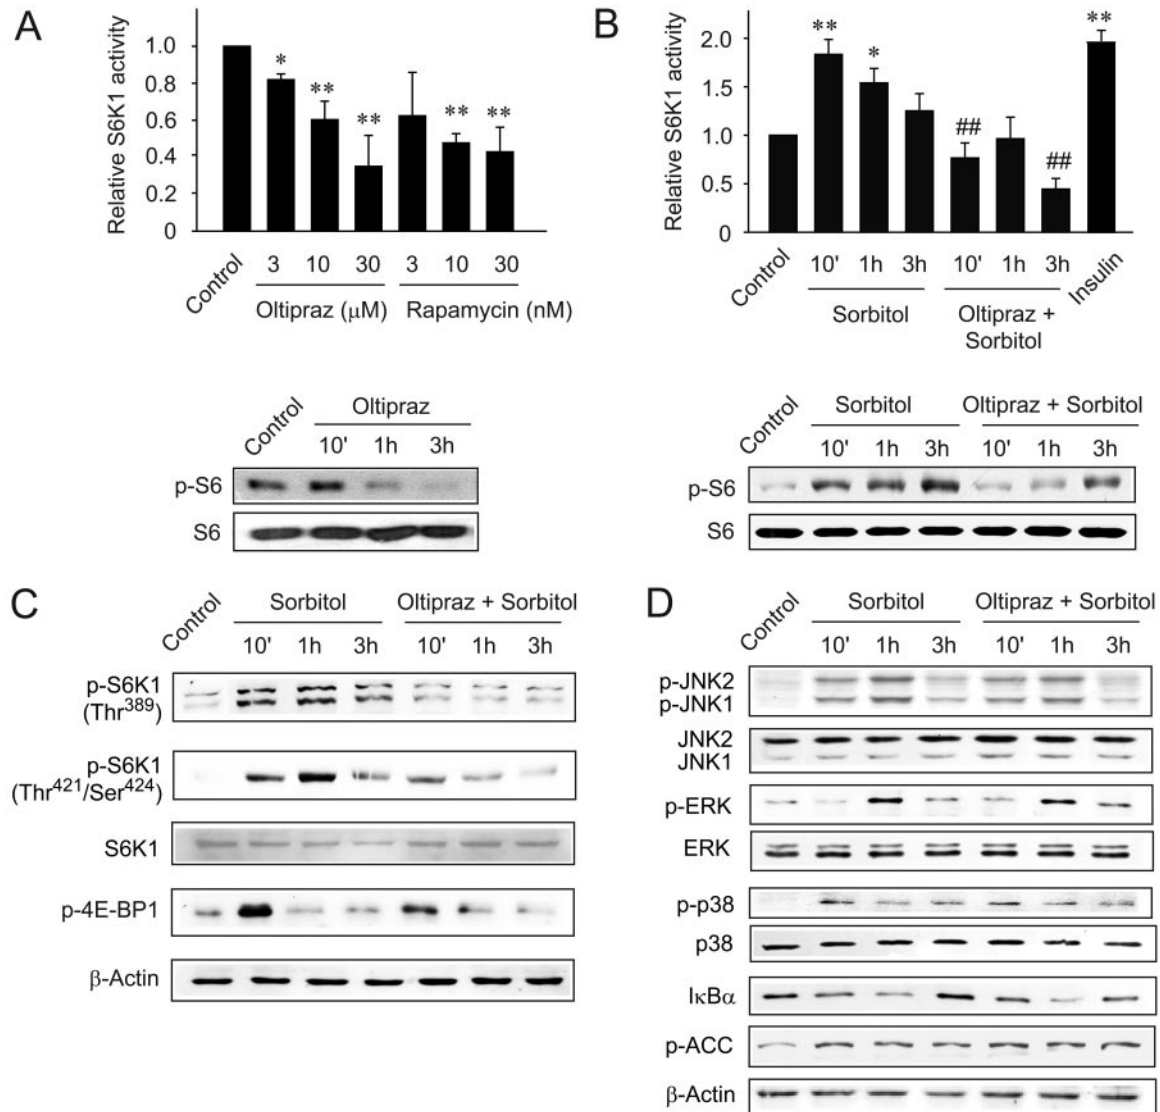 A
Relative S6K1 activity
1.0
0.8
0.6
0.4
0.2
0
* ** ** ** **
Control
3 10 30 3 10 30
Oltipraz (μM) Rapamycin (nM)
Control
Oltipraz
10' 1h 3h
p-S6
S6
B
Relative S6K1 activity
2.0
1.5
1.0
0.5
0
** * ## ## **
Control
10' 1h 3h 10' 1h 3h
Insulin
Sorbitol
Oltipraz +
Sorbitol
Control
Sorbitol Oltipraz + Sorbitol
10' 1h 3h 10' 1h 3h
p-S6
S6
C
Control
Sorbitol Oltipraz + Sorbitol
10' 1h 3h 10' 1h 3h
p-S6K1
(Thr389)
p-S6K1
(Thr421/Ser424)
S6K1
p-4E-BP1
β-Actin
D
Control
Sorbitol Oltipraz + Sorbitol
10' 1h 3h 10' 1h 3h
p-JNK2
p-JNK1
JNK2
JNK1
p-ERK
ERK
p-p38
p38
IκBα
p-ACC
β-Actin